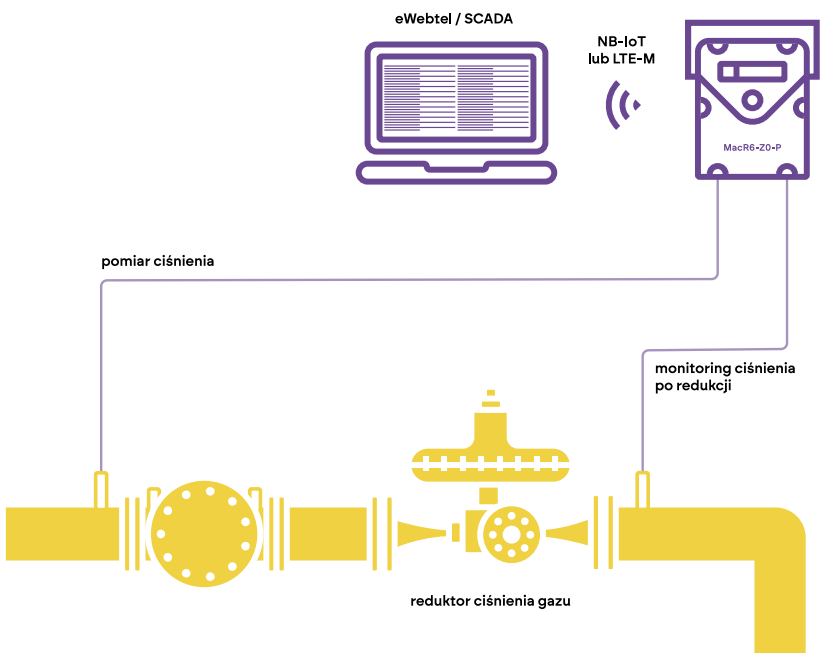 eWebtel / SCADA
NB-IoT
lub LTE-M
MacR6-Z0-P
pomiar ciśnienia
monitoring ciśnienia
po redukcji
reduktor ciśnienia gazu